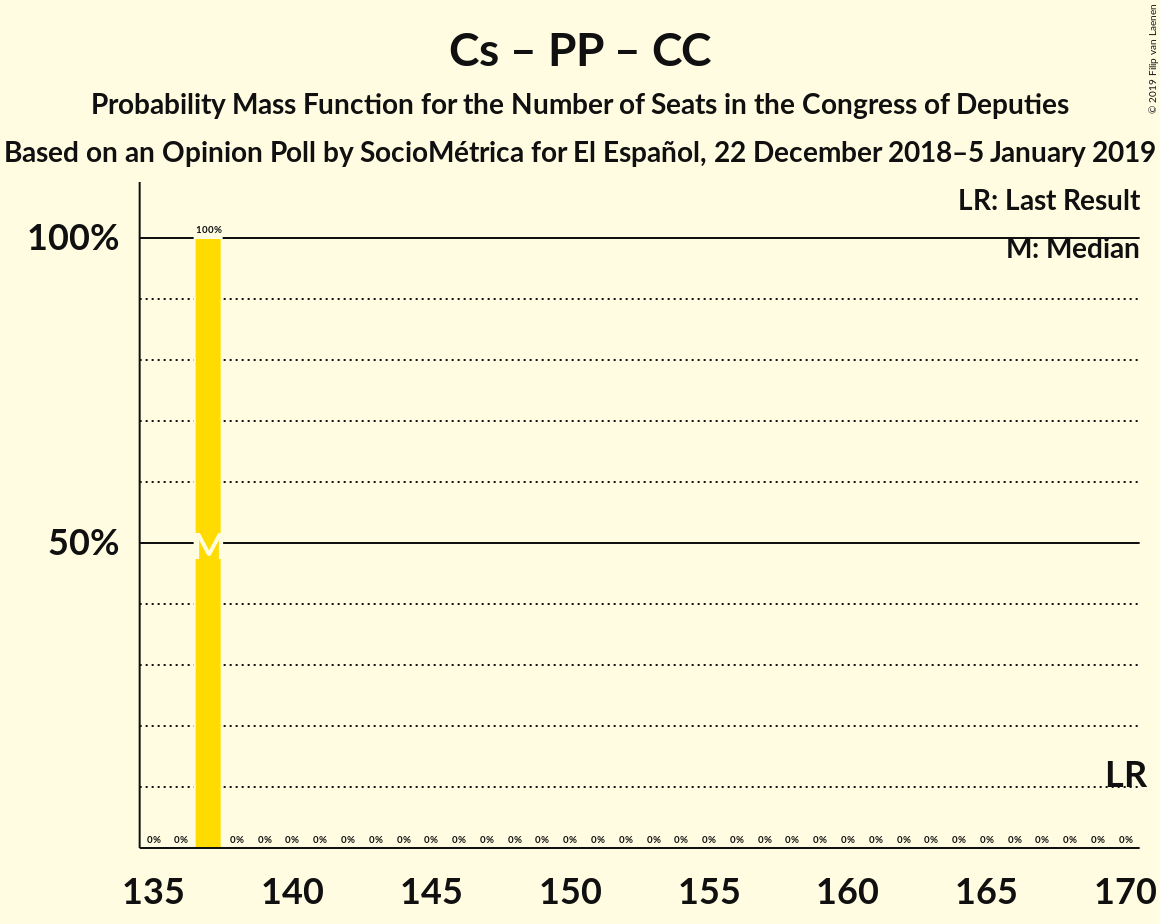 Cs – PP – CC
Probability Mass Function for the Number of Seats in the Congress of Deputies
Based on an Opinion Poll by SocioMétrica for El Español, 22 December 2018–5 January 2019
© 2019 Filip van Laenen
LR: Last Result
M: Median
100%
100%
50%
M
LR
0% 0% 0% 0% 0% 0% 0% 0% 0% 0% 0% 0% 0% 0% 0% 0% 0% 0% 0% 0% 0% 0% 0% 0% 0% 0% 0% 0% 0% 0% 0% 0% 0% 0% 0%
135 140 145 150 155 160 165 170